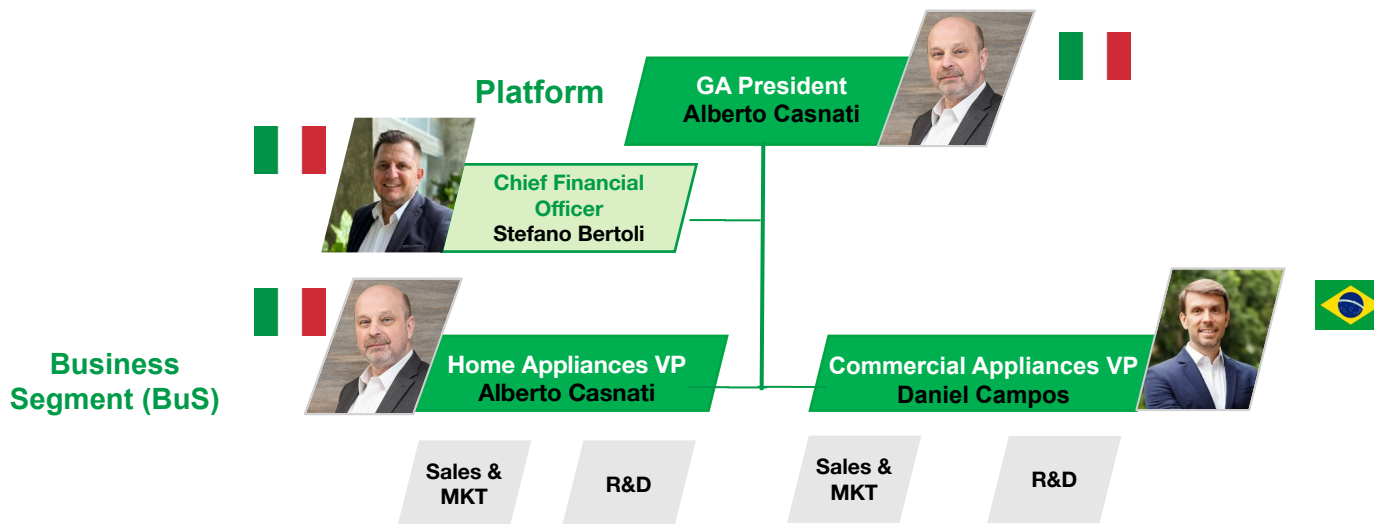 Platform
GA President
Alberto Casnati
Chief Financial
Officer
Stefano Bertoli
Business
Segment (BuS)
Home Appliances VP
Alberto Casnati
Commercial Appliances VP
Daniel Campos
Sales &
MKT
R&D
Sales &
MKT
R&D